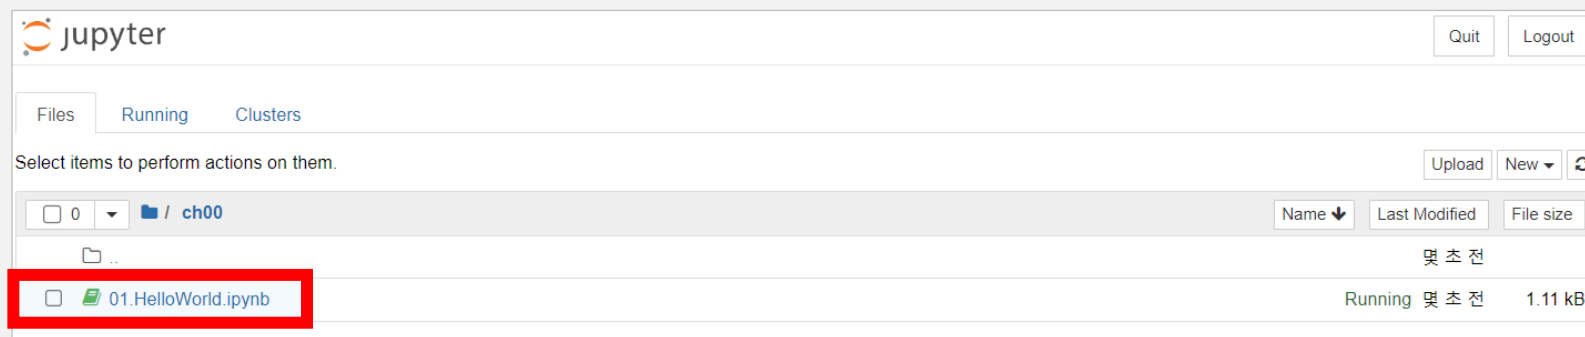 jupyter Quit Logout
Files Running Clusters
Select items to perform actions on them. Upload New
0 / ch00 Name Last Modified File size
.. 몇 초 전
01.HelloWorld.ipynb Running 몇 초 전 1.11 kB